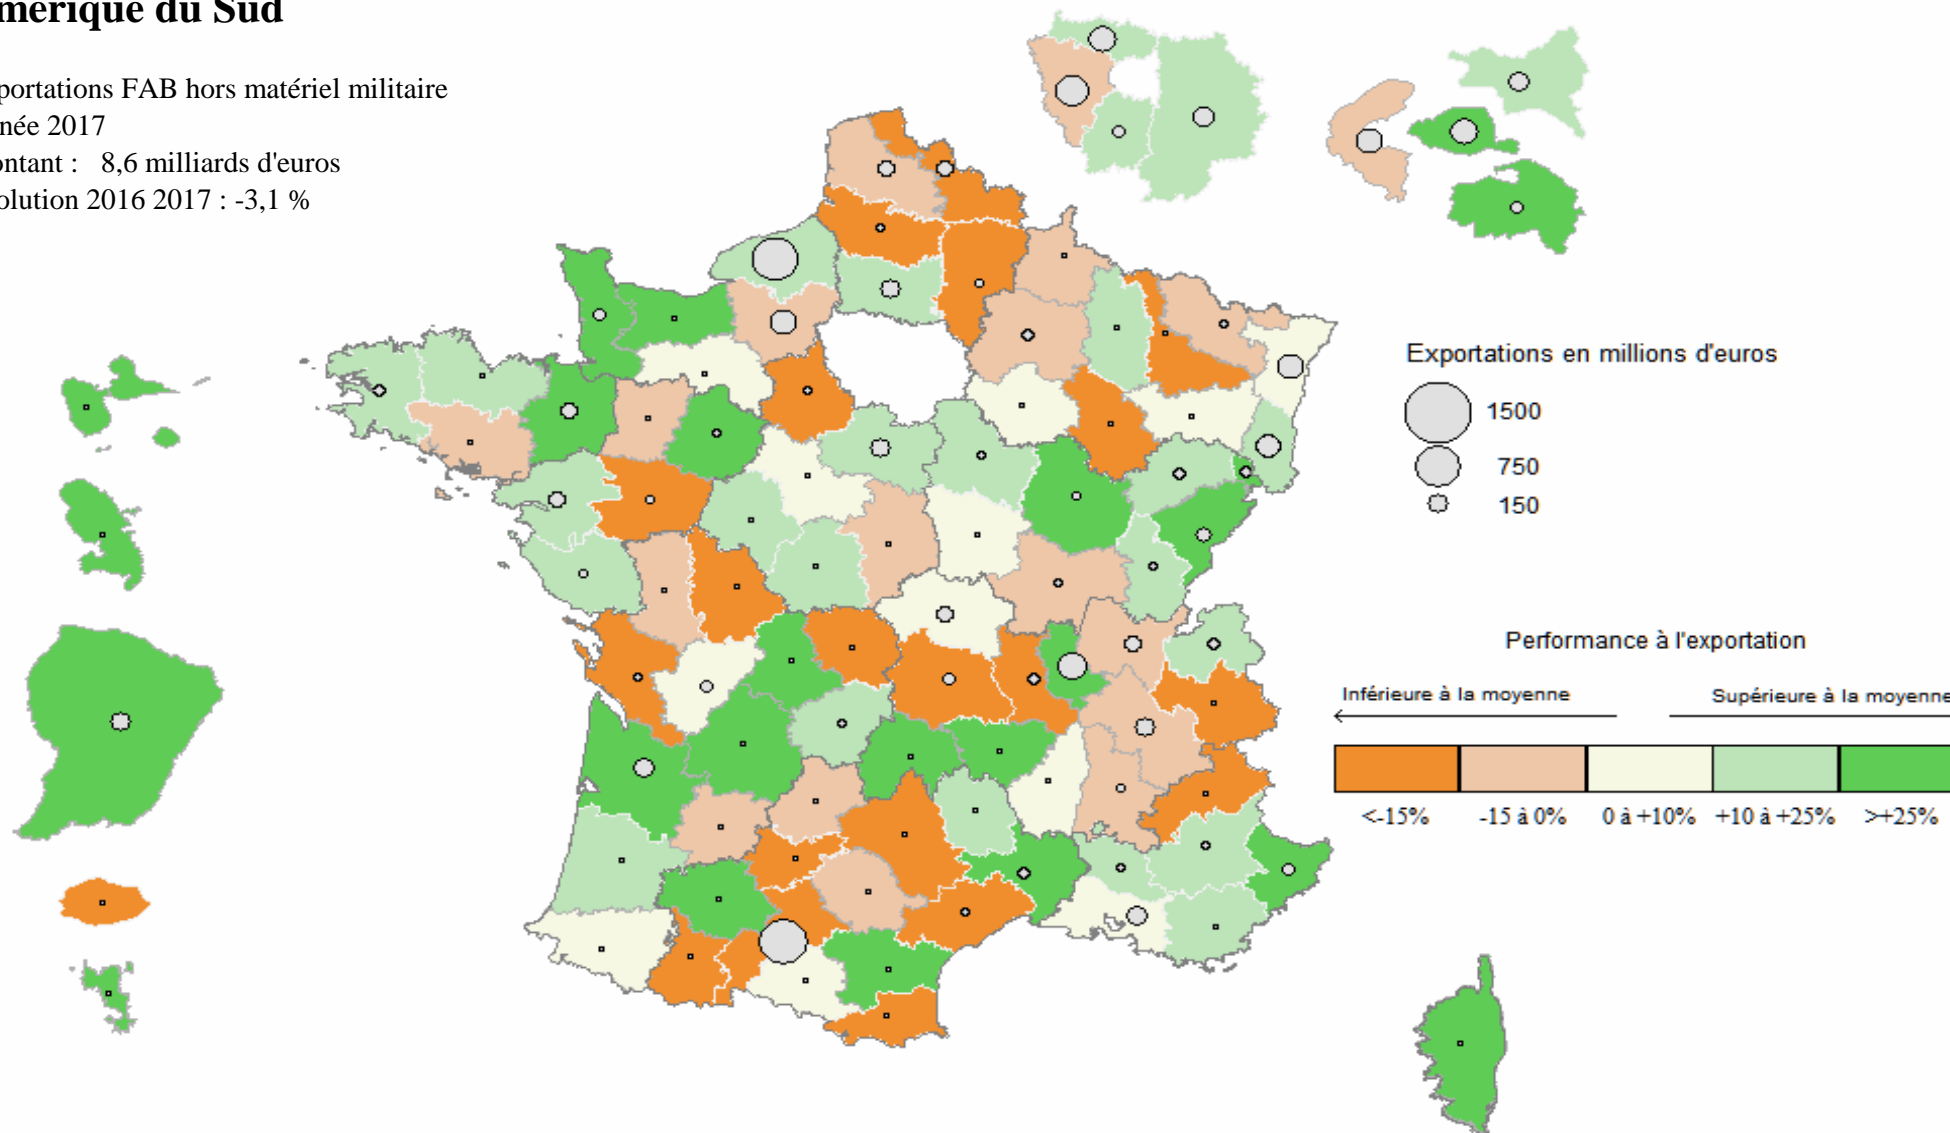 mérique du Sud
portations FAB hors matériel militaire
née 2017
ontant : 8,6 milliards d'euros
olution 2016 2017 : -3,1 %
Exportations en millions d'euros
1500
750
150
Performance à l'exportation
Inférieure à la moyenne
Supérieure à la moyenne
<-15%
-15 à 0%
0 à +10%
+10 à +25%
>+25%